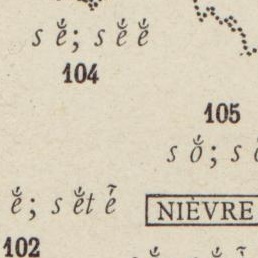 s ė́; s ė́ ė́
104
105
s ȯ́; s
ė́; s ė́t ẽ
NIÈVRE
102